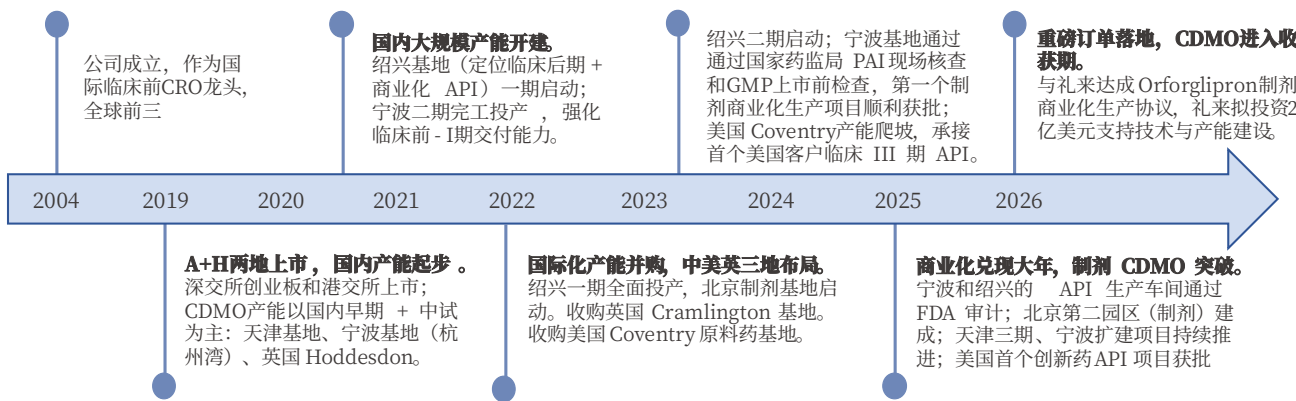 公司成立，作为国
际临床前CRO龙头，
全球前三
国内大规模产能开建。
绍兴基地（定位临床后期 +
商业化 API）一期启动；
宁波二期完工投产 ，强化
临床前 - I期交付能力。
绍兴二期启动；宁波基地通过
通过国家药监局 PAI 现场核查
和GMP上市前检查，第一个制
剂商业化生产项目顺利获批；
美国 Coventry产能爬坡，承接
首个美国客户临床 III 期 API。
重磅订单落地，CDMO进入收
获期。
与礼来达成 Orforglipron制剂
商业化生产协议，礼来拟投资2
亿美元支持技术与产能建设。
2004 2019 2020 2021 2022 2023 2024 2025 2026
A+H两地上市 ，国内产能起步 。
深交所创业板和港交所上市；
CDMO产能以国内早期 + 中试
为主：天津基地、宁波基地（杭
州湾）、英国 Hoddesdon。
国际化产能并购，中美英三地布局。
绍兴一期全面投产，北京制剂基地启
动。收购英国 Cramlington 基地。
收购美国 Coventry 原料药基地。
商业化兑现大年，制剂 CDMO 突破。
宁波和绍兴的 API 生产车间通过
FDA 审计；北京第二园区（制剂）建
成；天津三期、宁波扩建项目持续推
进；美国首个创新药 API 项目获批